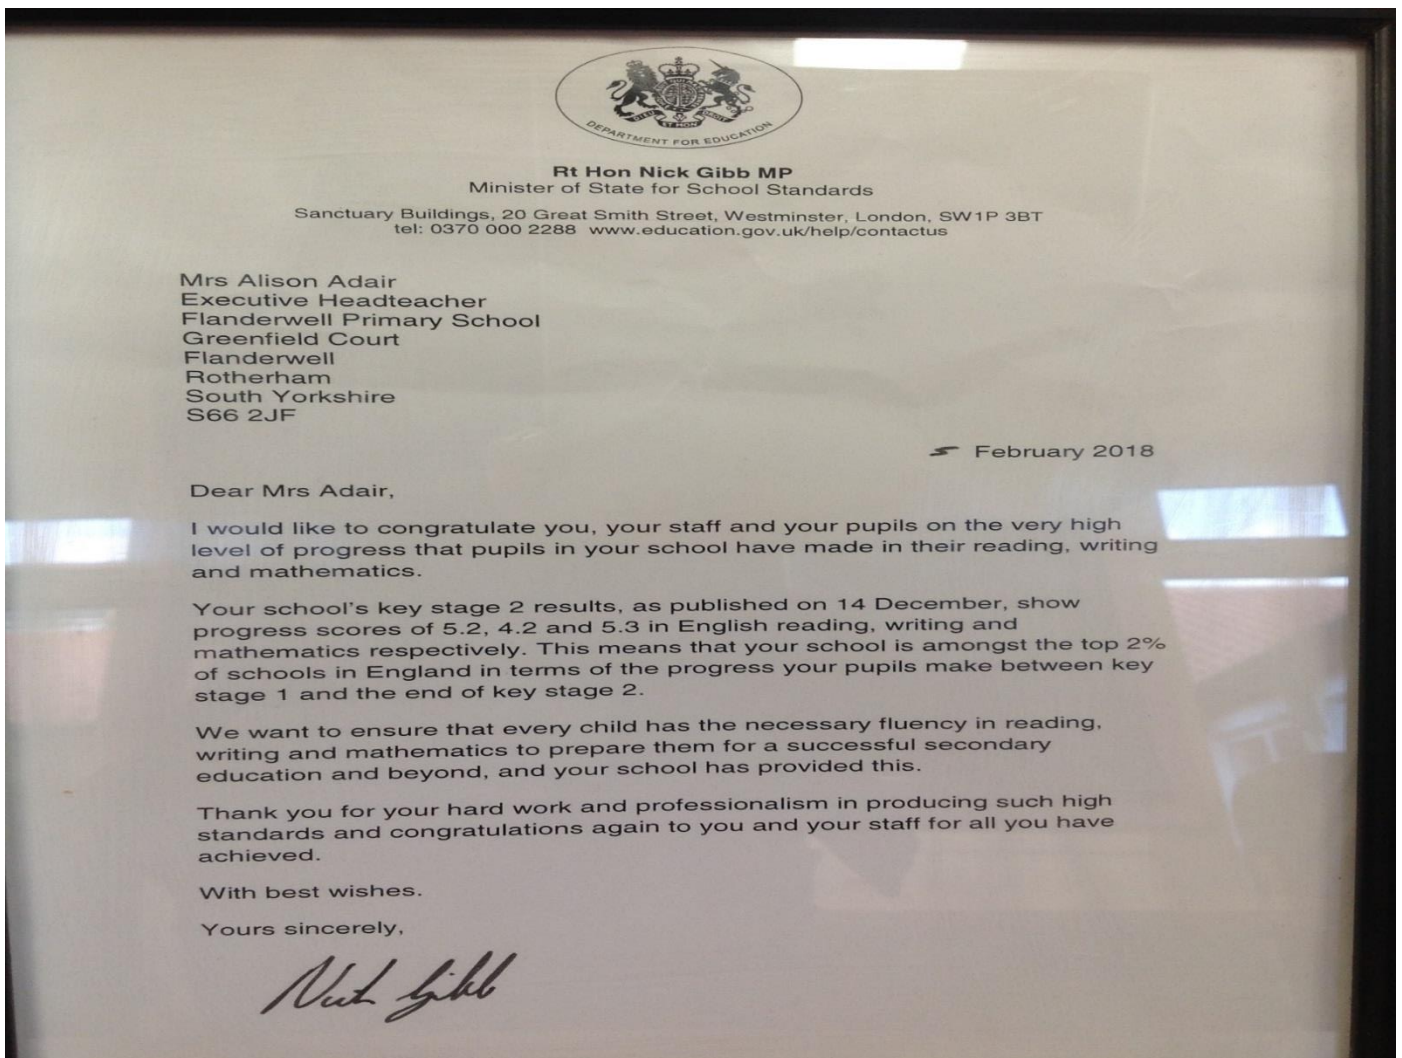 DIEU ET MON DROIT
DEPARTMENT FOR EDUCATION
Rt Hon Nick Gibb MP
Minister of State for School Standards
Sanctuary Buildings, 20 Great Smith Street, Westminster, London, SW1P 3BT
tel: 0370 000 2288 www.education.gov.uk/help/contactus
Mrs Alison Adair
Executive Headteacher
Flanderwell Primary School
Greenfield Court
Flanderwell
Rotherham
South Yorkshire
S66 2JF
5 February 2018
Dear Mrs Adair,
I would like to congratulate you, your staff and your pupils on the very high
level of progress that pupils in your school have made in their reading, writing
and mathematics.
Your school's key stage 2 results, as published on 14 December, show
progress scores of 5.2, 4.2 and 5.3 in English reading, writing and
mathematics respectively. This means that your school is amongst the top 2%
of schools in England in terms of the progress your pupils make between key
stage 1 and the end of key stage 2.
We want to ensure that every child has the necessary fluency in reading,
writing and mathematics to prepare them for a successful secondary
education and beyond, and your school has provided this.
Thank you for your hard work and professionalism in producing such high
standards and congratulations again to you and your staff for all you have
achieved.
With best wishes.
Yours sincerely,
Nick Gibb